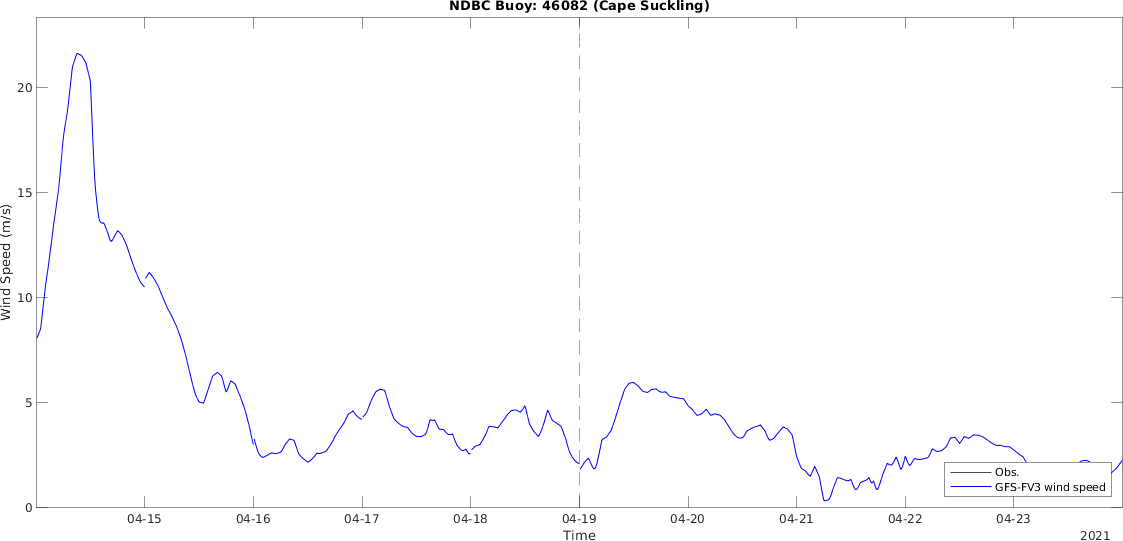 NDBC Buoy: 46082 (Cape Suckling)
Wind Speed (m/s)
20
15
10
5
0
04-15 04-16 04-17 04-18 04-19 04-20 04-21 04-22 04-23
Time
2021
Obs.
GFS-FV3 wind speed